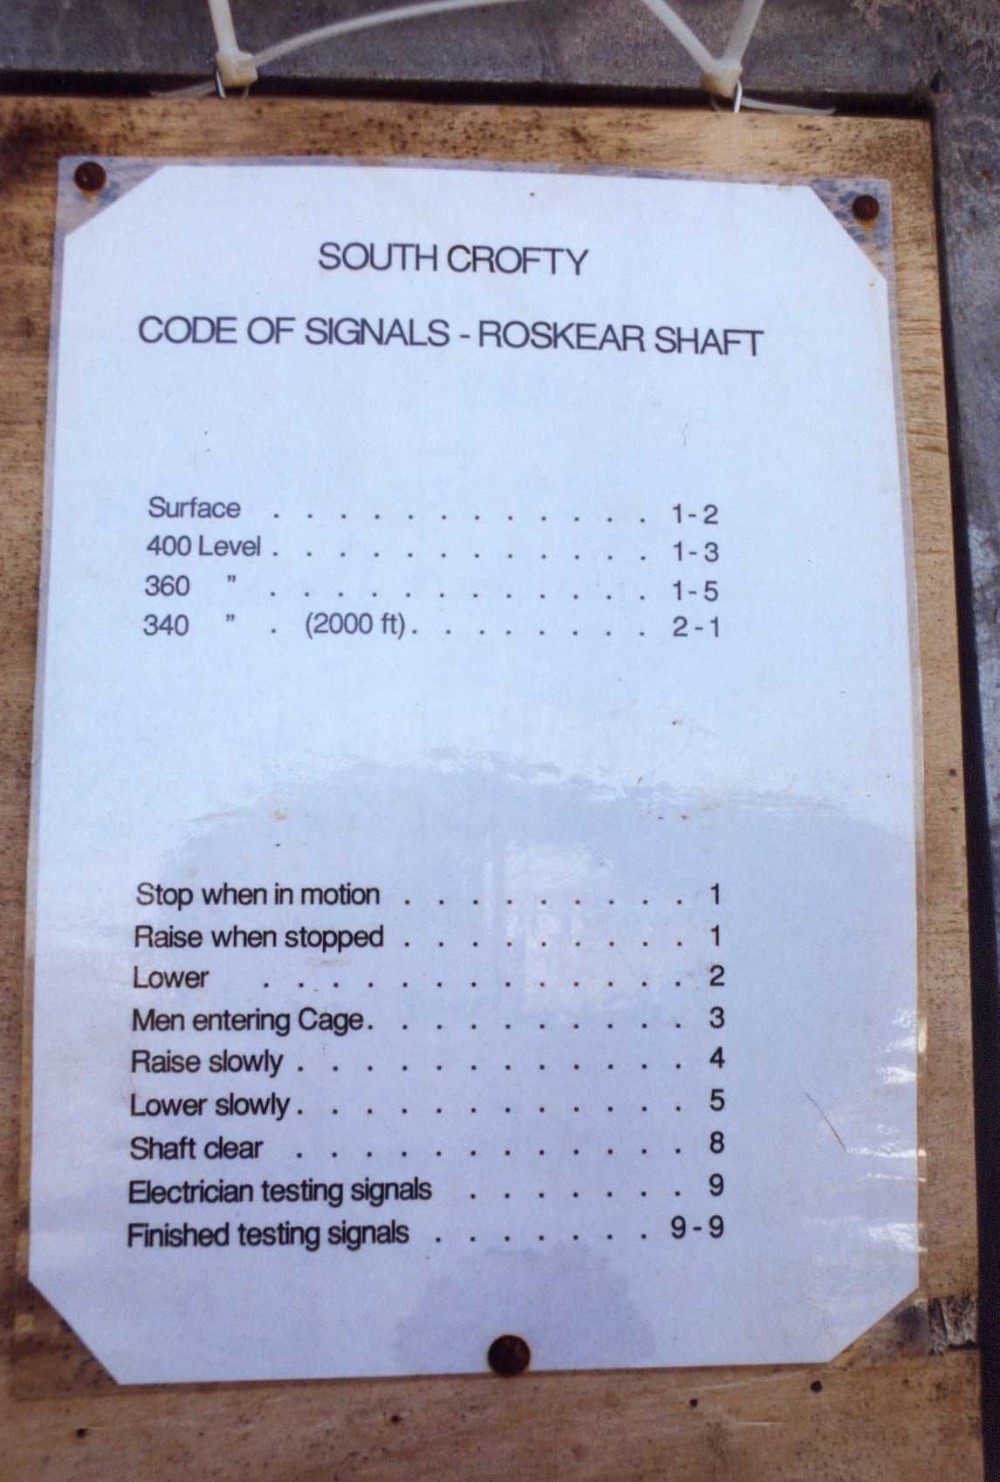 SOUTH CROFTY
CODE OF SIGNALS - ROSKEAR SHAFT
Surface . . . . . . . . . . . . 1-2
400 Level . . . . . . . . . . . . 1-3
360 " . . . . . . . . . . . . 1-5
340 " . (2000 ft) . . . . . . . . 2-1
Stop when in motion . . . . . . . . . 1
Raise when stopped . . . . . . . . . 1
Lower . . . . . . . . . . . . . 2
Men entering Cage . . . . . . . . . . 3
Raise slowly . . . . . . . . . . . . 4
Lower slowly . . . . . . . . . . . . 5
Shaft clear . . . . . . . . . . . . 8
Electrician testing signals . . . . . . . 9
Finished testing signals . . . . . . . 9-9